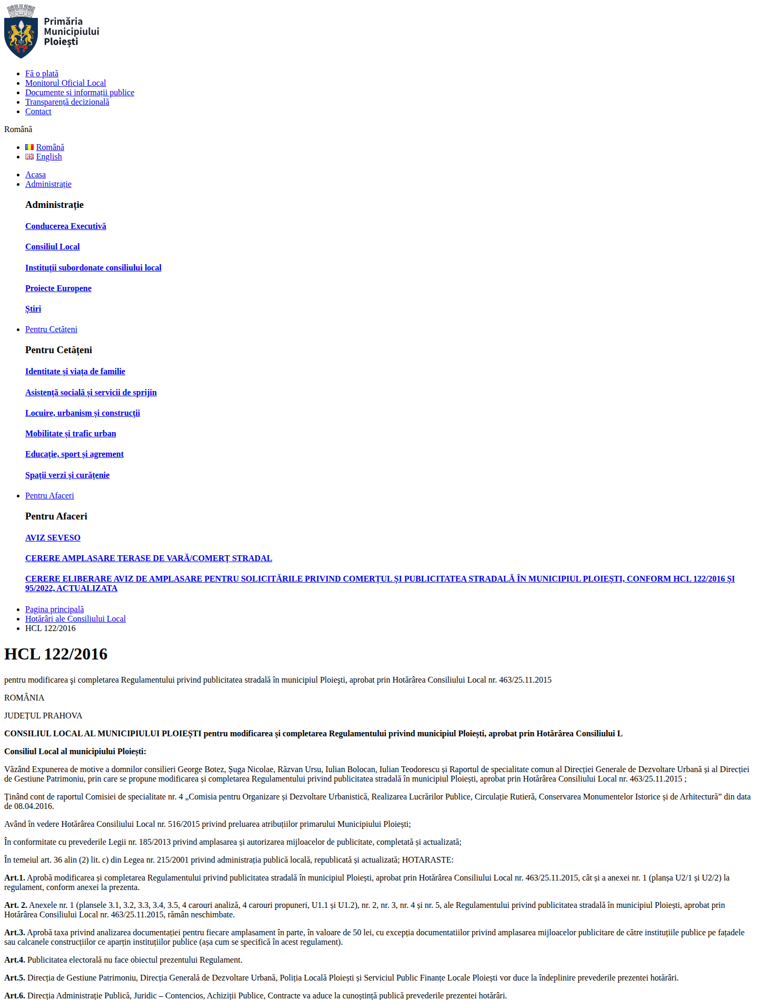 Primăria
Municipiului
Ploiești
Fă o plată
Monitorul Oficial Local
Documente și informații publice
Transparență decizională
Contact
Română
Română
English
Acasa
Administrație
Administrație
Conducerea Executivă
Consiliul Local
Instituții subordonate consiliului local
Proiecte Europene
Știri
Pentru Cetățeni
Pentru Cetățeni
Identitate și viața de familie
Asistență socială și servicii de sprijin
Locuire, urbanism și construcții
Mobilitate și trafic urban
Educație, sport și agrement
Spații verzi și curățenie
Pentru Afaceri
Pentru Afaceri
AVIZ SEVESO
CERERE AMPLASARE TERASE DE VARĂ/COMERȚ STRADAL
CERERE ELIBERARE AVIZ DE AMPLASARE PENTRU SOLICITĂRILE PRIVIND COMERȚUL ȘI PUBLICITATEA STRADALĂ ÎN MUNICIPIUL PLOIEȘTI, CONFORM HCL 122/2016 ȘI
95/2022, ACTUALIZATA
Pagina principală
Hotărâri ale Consiliului Local
HCL 122/2016
HCL 122/2016
pentru modificarea şi completarea Regulamentului privind publicitatea stradală în municipiul Ploieşti, aprobat prin Hotărârea Consiliului Local nr. 463/25.11.2015
ROMÂNIA
JUDEȚUL PRAHOVA
CONSILIUL LOCAL AL MUNICIPIULUI PLOIEȘTI pentru modificarea și completarea Regulamentului privind municipiul Ploiești, aprobat prin Hotărârea Consiliului L
Consiliul Local al municipiului Ploiești:
Văzând Expunerea de motive a domnilor consilieri George Botez, Șuga Nicolae, Răzvan Ursu, Iulian Bolocan, Iulian Teodorescu și Raportul de specialitate comun al Direcției Generale de Dezvoltare Urbană și al Direcției
de Gestiune Patrimoniu, prin care se propune modificarea și completarea Regulamentului privind publicitatea stradală în municipiul Ploiești, aprobat prin Hotărârea Consiliului Local nr. 463/25.11.2015 ;
Ținând cont de raportul Comisiei de specialitate nr. 4 „Comisia pentru Organizare și Dezvoltare Urbanistică, Realizarea Lucrărilor Publice, Circulație Rutieră, Conservarea Monumentelor Istorice și de Arhitectură” din data
de 08.04.2016.
Având în vedere Hotărârea Consiliului Local nr. 516/2015 privind preluarea atribuțiilor primarului Municipiului Ploiești;
În conformitate cu prevederile Legii nr. 185/2013 privind amplasarea și autorizarea mijloacelor de publicitate, completată și actualizată;
În temeiul art. 36 alin (2) lit. c) din Legea nr. 215/2001 privind administrația publică locală, republicată și actualizată; HOTARASTE:
Art.1. Aprobă modificarea și completarea Regulamentului privind publicitatea stradală în municipiul Ploiești, aprobat prin Hotărârea Consiliului Local nr. 463/25.11.2015, cât și a anexei nr. 1 (planșa U2/1 și U2/2) la
regulament, conform anexei la prezenta.
Art. 2. Anexele nr. 1 (plansele 3.1, 3.2, 3.3, 3.4, 3.5, 4 carouri analiză, 4 carouri propuneri, U1.1 și U1.2), nr. 2, nr. 3, nr. 4 și nr. 5, ale Regulamentului privind publicitatea stradală în municipiul Ploiești, aprobat prin
Hotărârea Consiliului Local nr. 463/25.11.2015, rămân neschimbate.
Art.3. Aprobă taxa privind analizarea documentației pentru fiecare amplasament în parte, în valoare de 50 lei, cu excepția documentatiilor privind amplasarea mijloacelor publicitare de către instituțiile publice pe fațadele
sau calcanele construcțiilor ce aparțin instituțiilor publice (așa cum se specifică în acest regulament).
Art.4. Publicitatea electorală nu face obiectul prezentului Regulament.
Art.5. Direcția de Gestiune Patrimoniu, Direcția Generală de Dezvoltare Urbană, Poliția Locală Ploiești și Serviciul Public Finanțe Locale Ploiești vor duce la îndeplinire prevederile prezentei hotărâri.
Art.6. Direcția Administrație Publică, Juridic – Contencios, Achiziții Publice, Contracte va aduce la cunoștință publică prevederile prezentei hotărâri.